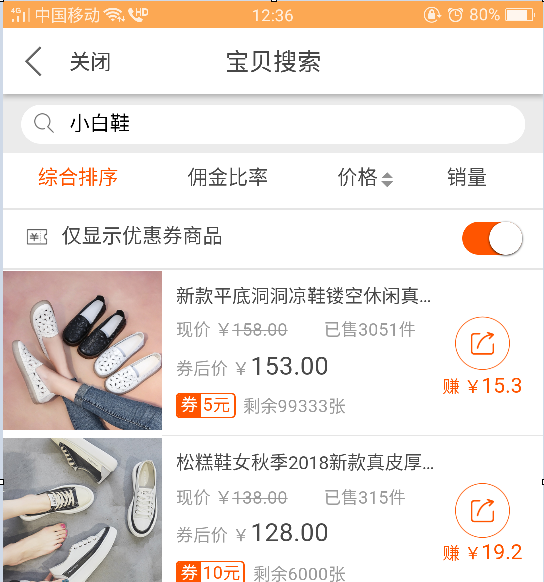 4G 中国移动 HD 12:36 80%
关闭 宝贝搜索
小白鞋
综合排序 佣金比率 价格 销量
¥ 仅显示优惠券商品
新款平底洞洞凉鞋镂空休闲真...
现价 ¥158.00 已售3051件
券后价 ¥153.00
赚 ¥15.3
券 5元 剩余99333张
松糕鞋女秋季2018新款真皮厚...
现价 ¥138.00 已售315件
券后价 ¥128.00
赚 ¥19.2
券 10元 剩余6000张